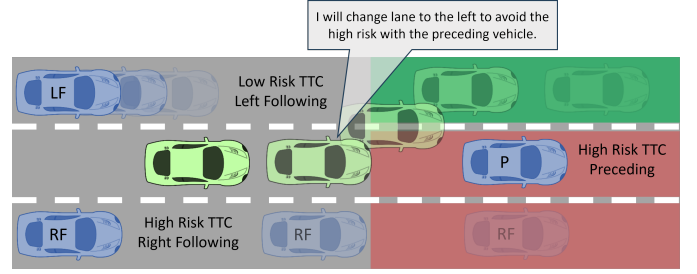 I will change lane to the left to avoid the
high risk with the preceding vehicle.
LF
Low Risk TTC
Left Following
P
High Risk TTC
Preceding
RF
High Risk TTC
Right Following
RF
RF